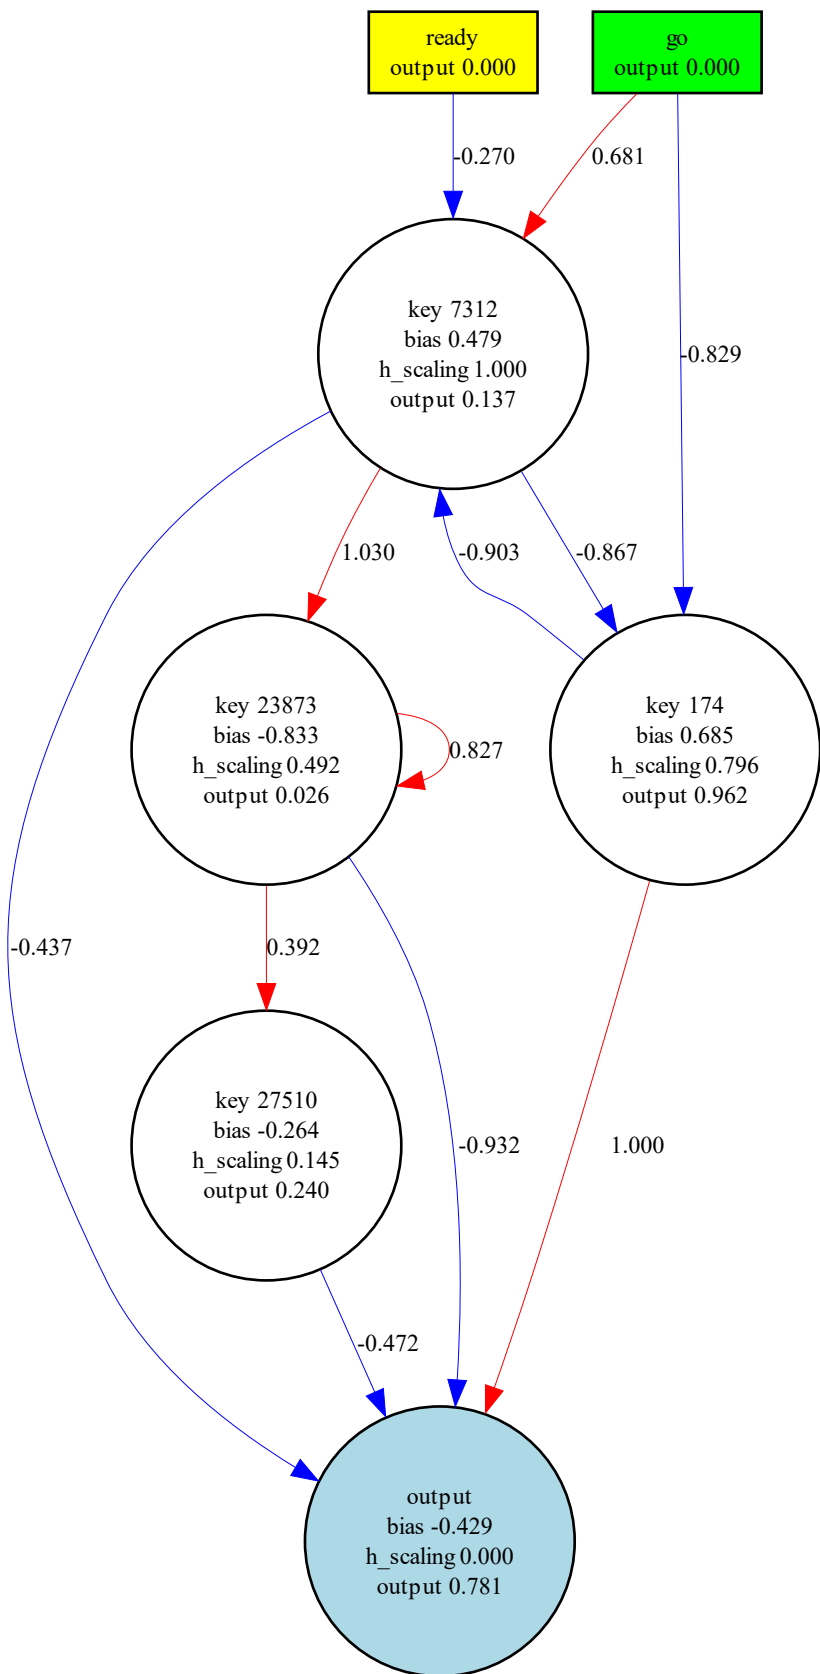 ready
output 0.000
go
output 0.000
-0.270
0.681
key 7312
bias 0.479
h_scaling 1.000
output 0.137
-0.829
1.030
-0.903
-0.867
key 23873
bias -0.833
h_scaling 0.492
output 0.026
0.827
key 174
bias 0.685
h_scaling 0.796
output 0.962
-0.437
0.392
key 27510
bias -0.264
h_scaling 0.145
output 0.240
-0.932
1.000
-0.472
output
bias -0.429
h_scaling 0.000
output 0.781